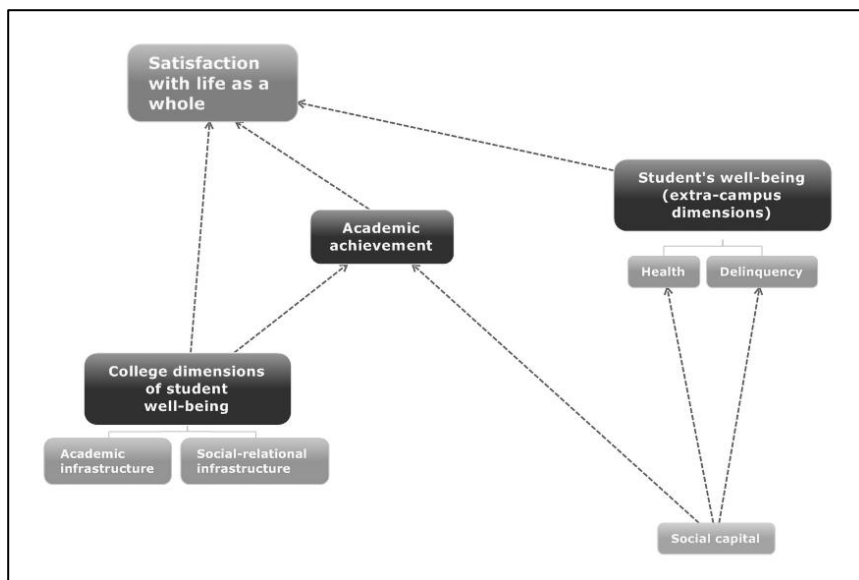 Satisfaction
with life as a
whole
Student's well-being
(extra-campus
dimensions)
Academic
achievement
Health
Delinquency
College dimensions
of student
well-being
Academic
infrastructure
Social-relational
infrastructure
Social capital